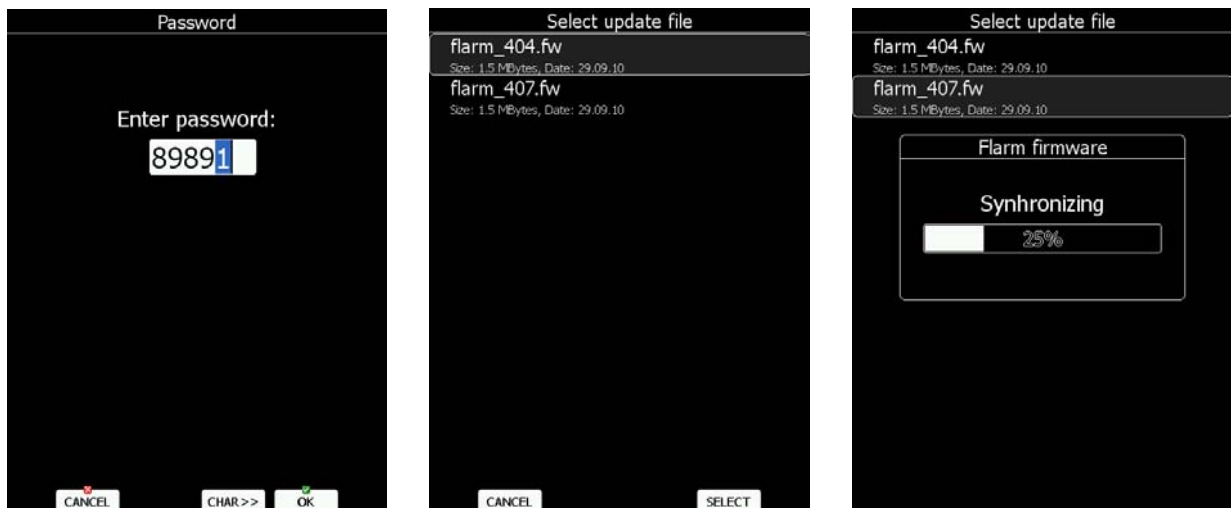 Password
Enter password:
89891
CANCEL CHAR>> OK
Select update file
flarm_404.fw
Size: 1.5 MBytes, Date: 29.09.10
flarm_407.fw
Size: 1.5 MBytes, Date: 29.09.10
CANCEL SELECT
Select update file
flarm_404.fw
Size: 1.5 MBytes, Date: 29.09.10
flarm_407.fw
Size: 1.5 MBytes, Date: 29.09.10
Flarm firmware
Synhronizing
25%